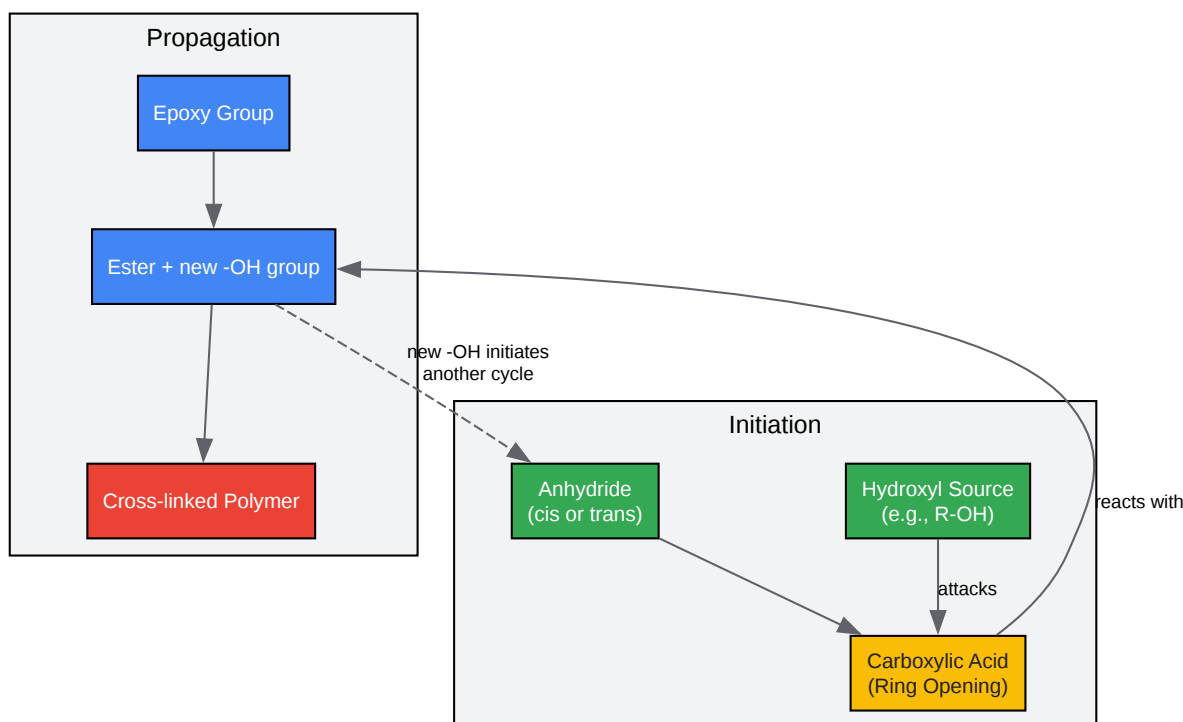 Propagation
Epoxy Group
Ester + new -OH group
new -OH initiates
another cycle
Cross-linked Polymer
Initiation
Anhydride
(cis or trans)
Hydroxyl Source
(e.g., R-OH)
reacts with
attacks
Carboxylic Acid
(Ring Opening)